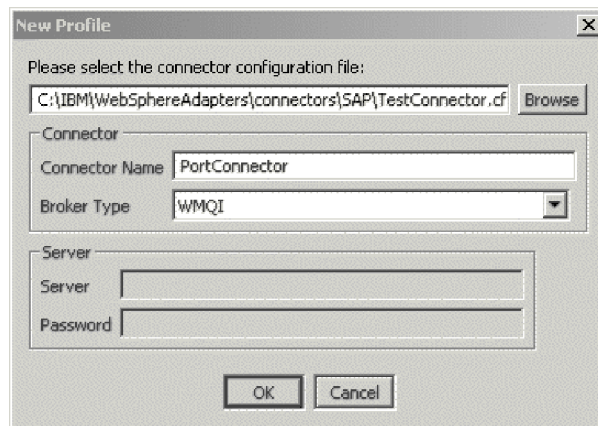 New Profile
Please select the connector configuration file:
C:\IBM\WebSphereAdapters\connectors\SAP\TestConnector.cf Browse
Connector
Connector Name PortConnector
Broker Type WMQI
Server
Server
Password
OK Cancel